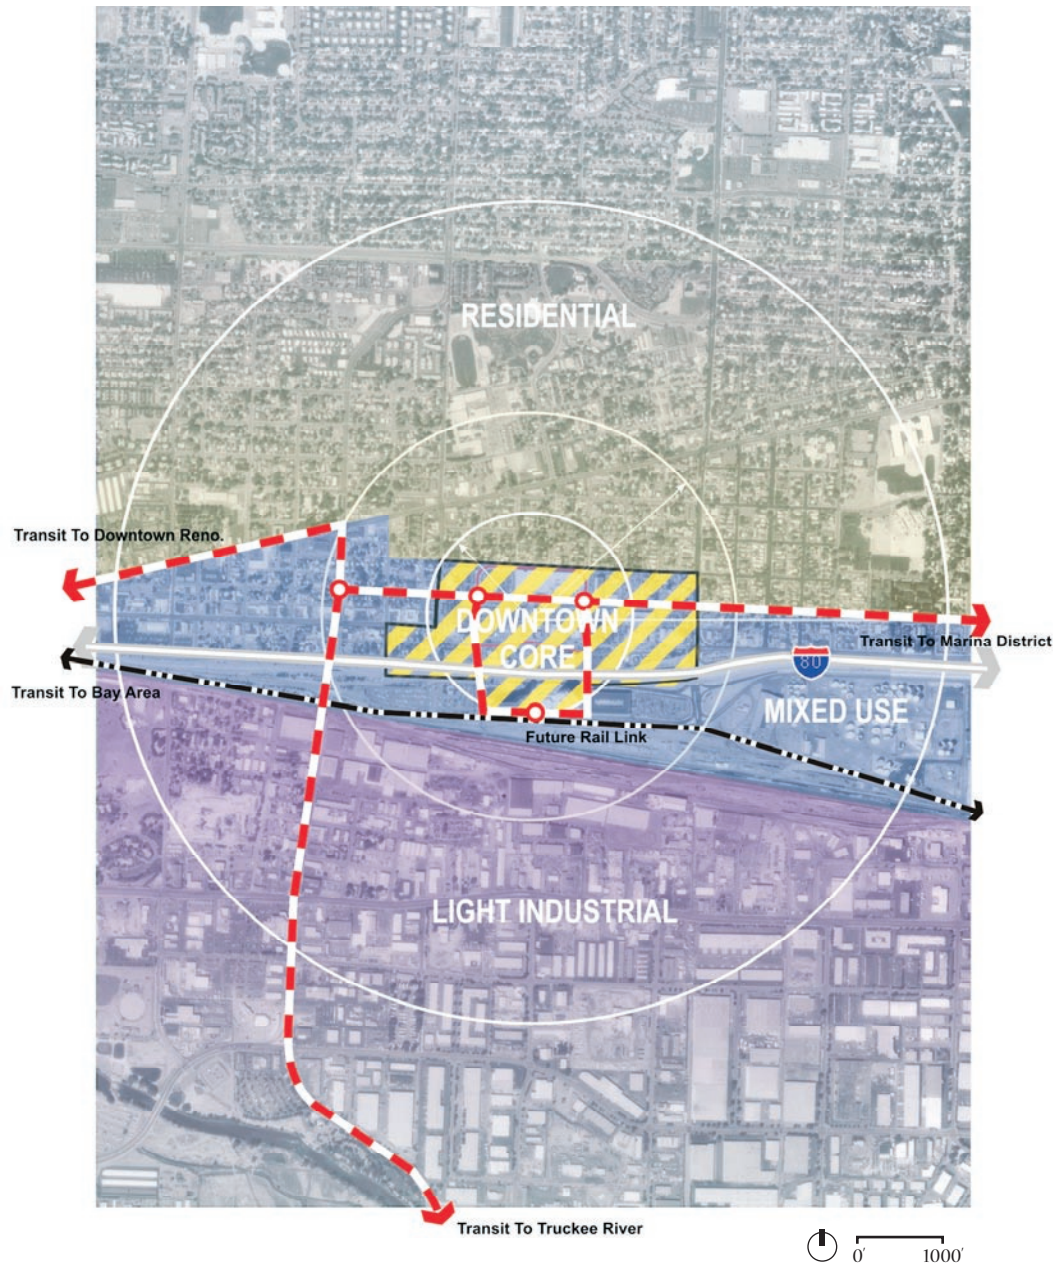 RESIDENTIAL
Transit To Downtown Reno.
DOWNTOWN
CORE
Transit To Marina District
80
Transit To Bay Area
MIXED USE
Future Rail Link
LIGHT INDUSTRIAL
Transit To Truckee River
0' 1000'